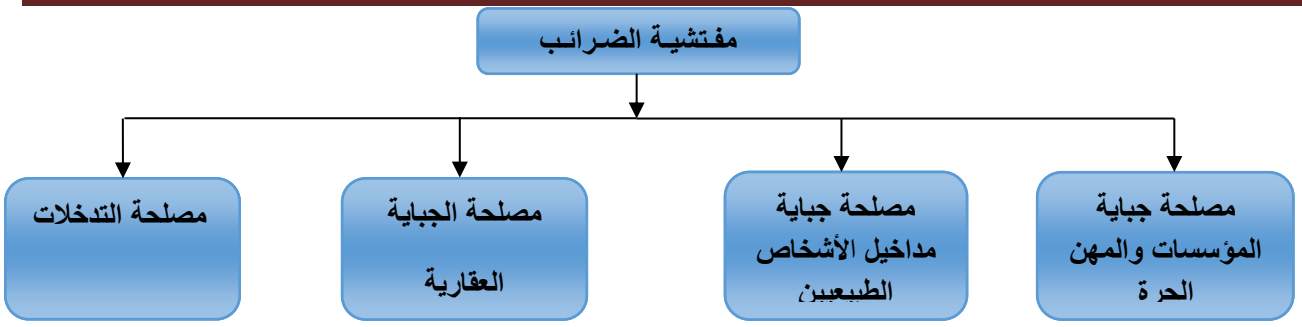 مفتشية الضرائب
مصلحة جباية
المؤسسات والمهن
الحرة
مصلحة جباية
مداخيل الأشخاص
الطبيعيين
مصلحة الجباية
العقارية
مصلحة التدخلات